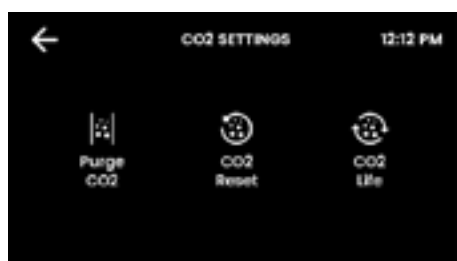 CO2 SETTINGS
12:12 PM
Purge
CO2
CO2
Reset
CO2
Life